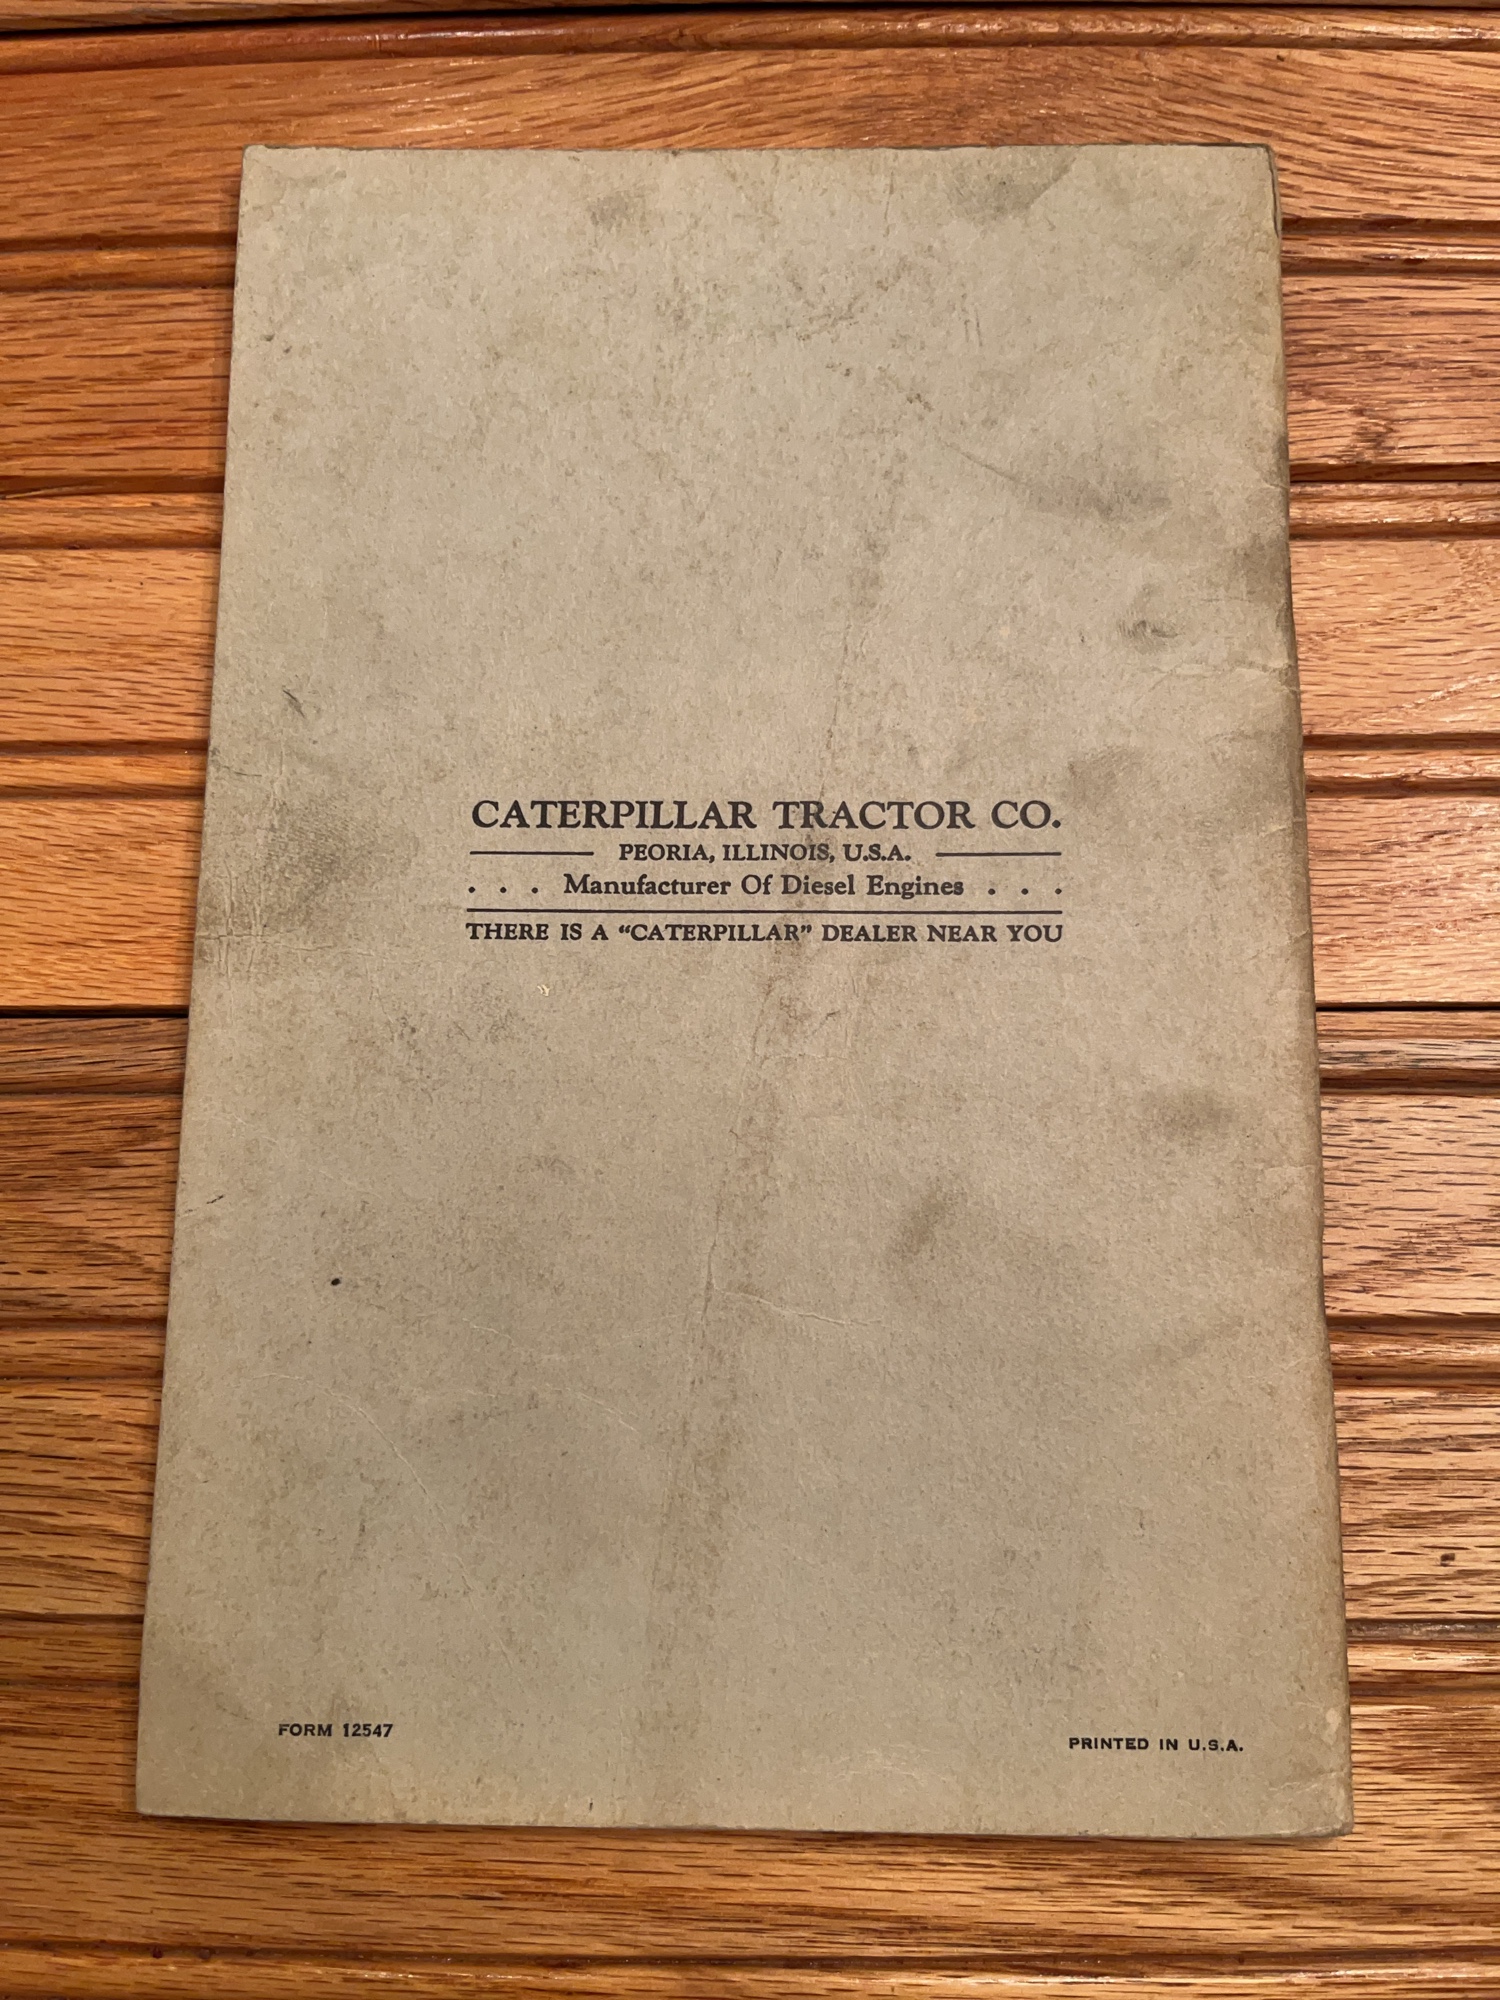 CATERPILLAR TRACTOR CO.
PEORIA, ILLINOIS, U.S.A.
. . . Manufacturer Of Diesel Engines . . .
THERE IS A “CATERPILLAR” DEALER NEAR YOU
FORM 12547
PRINTED IN U.S.A.